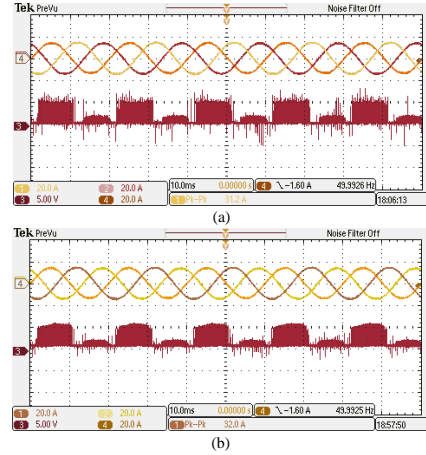 Tek PreVu Noise Filter Off
4
3
1 20.0 A 2 20.0 A 10.0ms 0.00000 s 4 \ -1.60 A 49.9926 Hz
3 5.00 V 4 20.0 A 1 Pk-Pk 31.2 A 18:06:13
(a)
Tek PreVu Noise Filter Off
4
3
1 20.0 A 2 20.0 A 10.0ms 0.00000 s 4 \ -1.60 A 49.9925 Hz
3 5.00 V 4 20.0 A 1 Pk-Pk 32.0 A 18:57:50
(b)